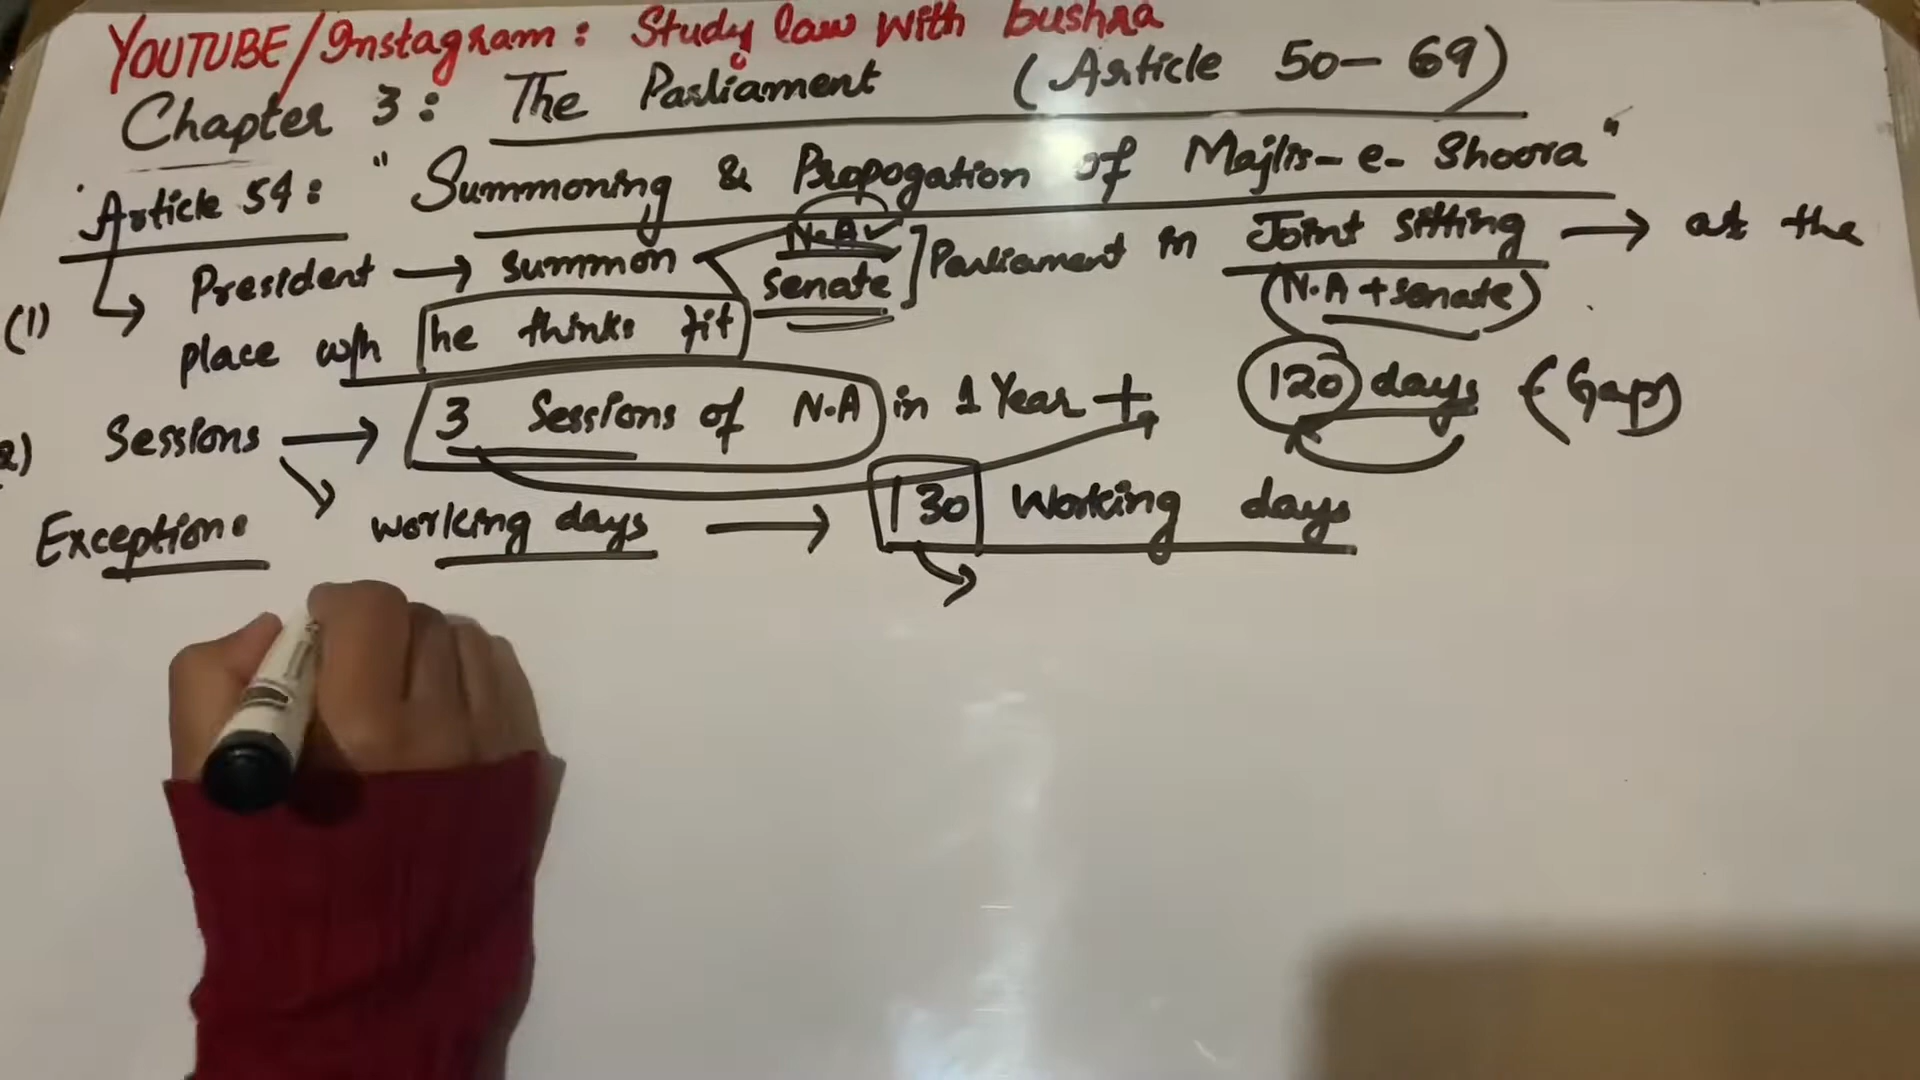 YOUTUBE/Instagram: Study law with bushra
Chapter 3: The Parliament (Article 50-69)
Article 54: "Summoning & Propogation of Majlis-e-Shoora"
(1) President → summon N.A ✓ senate ] Parliament in Joint sitting → at the
(N.A + senate)
place w/h he thinks fit
2) Sessions → 3 Sessions of N.A in 1 Year + 120 days (Gap)
Exception: working days → 130 Working days